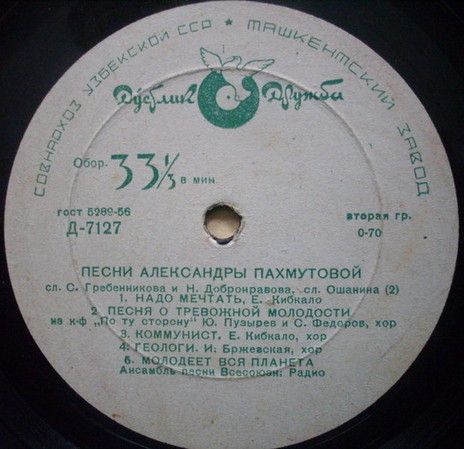 СОВНАРХОЗ УЗБЕКСКОЙ ССР ★ ТАШКЕНТСКИЙ ЗАВОД
Дўстлик Дружба
Обор. 33 1/3 в мин.
гост 5289-56
вторая гр.
Д-7127
0-70
ПЕСНИ АЛЕКСАНДРЫ ПАХМУТОВОЙ
сл. С. Гребенникова и Н. Добронравова, сл. Ошанина (2)
1. НАДО МЕЧТАТЬ, Е. Кибкало
2. ПЕСНЯ О ТРЕВОЖНОЙ МОЛОДОСТИ
из к-ф „По ту сторону" Ю. Пузырев и С. Федоров, хор
3. КОММУНИСТ, Е. Кибкало, хор
4. ГЕОЛОГИ, И. Бржевская, хор
5. МОЛОДЕЕТ ВСЯ ПЛАНЕТА
Ансамбль песни Всесоюзн. Радио